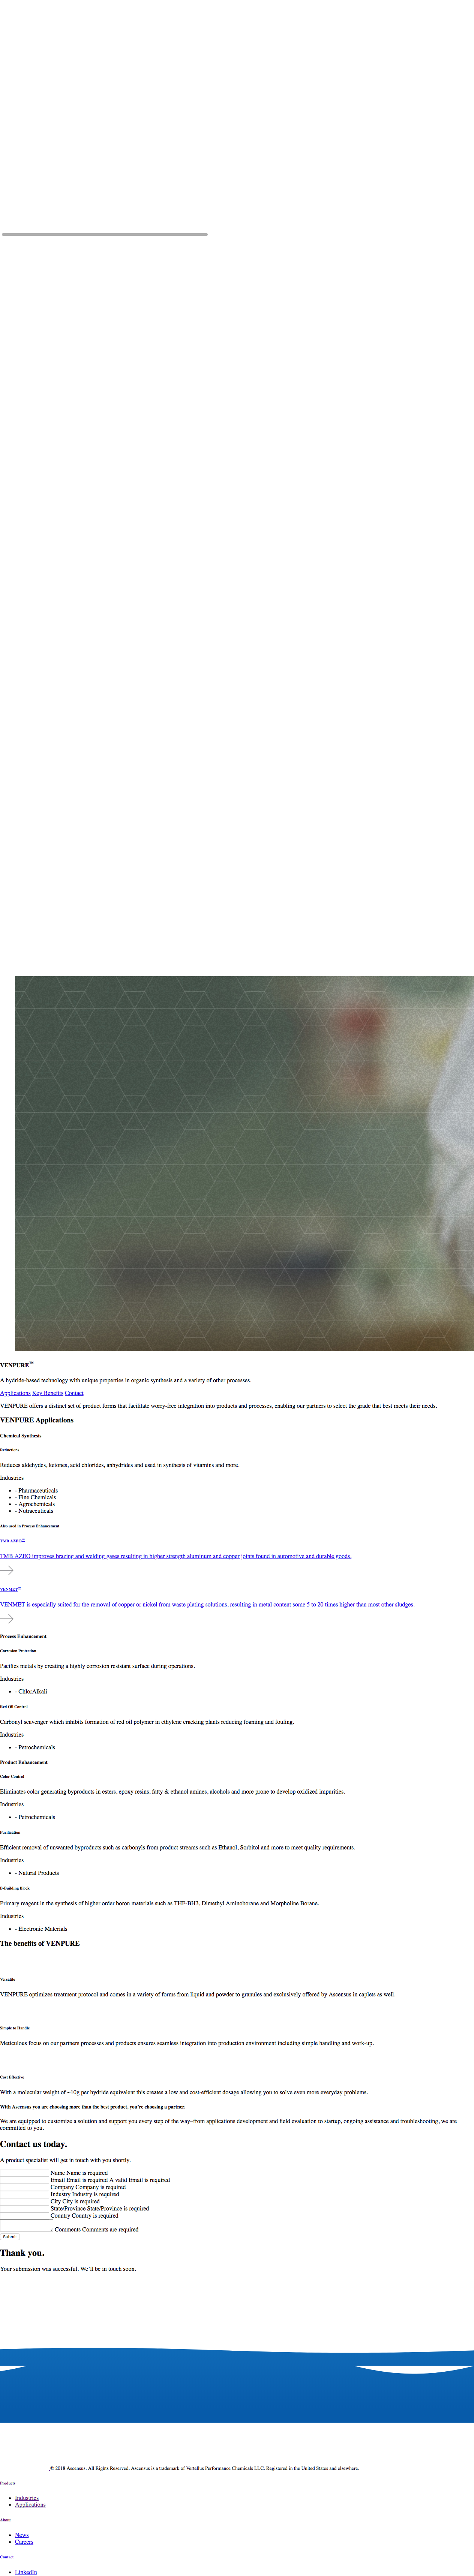 VENPURE™
A hydride-based technology with unique properties in organic synthesis and a variety of other processes.
Applications Key Benefits Contact
VENPURE offers a distinct set of product forms that facilitate worry-free integration into products and processes, enabling our partners to select the grade that best meets their needs.
VENPURE Applications
Chemical Synthesis
Reductions
Reduces aldehydes, ketones, acid chlorides, anhydrides and used in synthesis of vitamins and more.
Industries
- Pharmaceuticals
- Fine Chemicals
- Agrochemicals
- Nutraceuticals
Also used in Process Enhancement
TMB AZEO™
TMB AZEO improves brazing and welding gases resulting in higher strength aluminum and copper joints found in automotive and durable goods.
VENMET™
VENMET is especially suited for the removal of copper or nickel from waste plating solutions, resulting in metal content some 5 to 20 times higher than most other sludges.
Process Enhancement
Corrosion Protection
Pacifies metals by creating a highly corrosion resistant surface during operations.
Industries
- ChlorAlkali
Red Oil Control
Carbonyl scavenger which inhibits formation of red oil polymer in ethylene cracking plants reducing foaming and fouling.
Industries
- Petrochemicals
Product Enhancement
Color Control
Eliminates color generating byproducts in esters, epoxy resins, fatty & ethanol amines, alcohols and more prone to develop oxidized impurities.
Industries
- Petrochemicals
Purification
Efficient removal of unwanted byproducts such as carbonyls from product streams such as Ethanol, Sorbitol and more to meet quality requirements.
Industries
- Natural Products
B-Building Block
Primary reagent in the synthesis of higher order boron materials such as THF-BH3, Dimethyl Aminoborane and Morpholine Borane.
Industries
- Electronic Materials
The benefits of VENPURE
Versatile
VENPURE optimizes treatment protocol and comes in a variety of forms from liquid and powder to granules and exclusively offered by Ascensus in caplets as well.
Simple to Handle
Meticulous focus on our partners processes and products ensures seamless integration into production environment including simple handling and work-up.
Cost Effective
With a molecular weight of ~10g per hydride equivalent this creates a low and cost-efficient dosage allowing you to solve even more everyday problems.
With Ascensus you are choosing more than the best product, you're choosing a partner.
We are equipped to customize a solution and support you every step of the way–from applications development and field evaluation to startup, ongoing assistance and troubleshooting, we are
committed to you.
Contact us today.
A product specialist will get in touch with you shortly.
Name Name is required
Email Email is required A valid Email is required
Company Company is required
Industry Industry is required
City City is required
State/Province State/Province is required
Country Country is required
Comments Comments are required
Submit
Thank you.
Your submission was successful. We'll be in touch soon.
© 2018 Ascensus. All Rights Reserved. Ascensus is a trademark of Vertellus Performance Chemicals LLC. Registered in the United States and elsewhere.
Products
Industries
Applications
About
News
Careers
Contact
LinkedIn